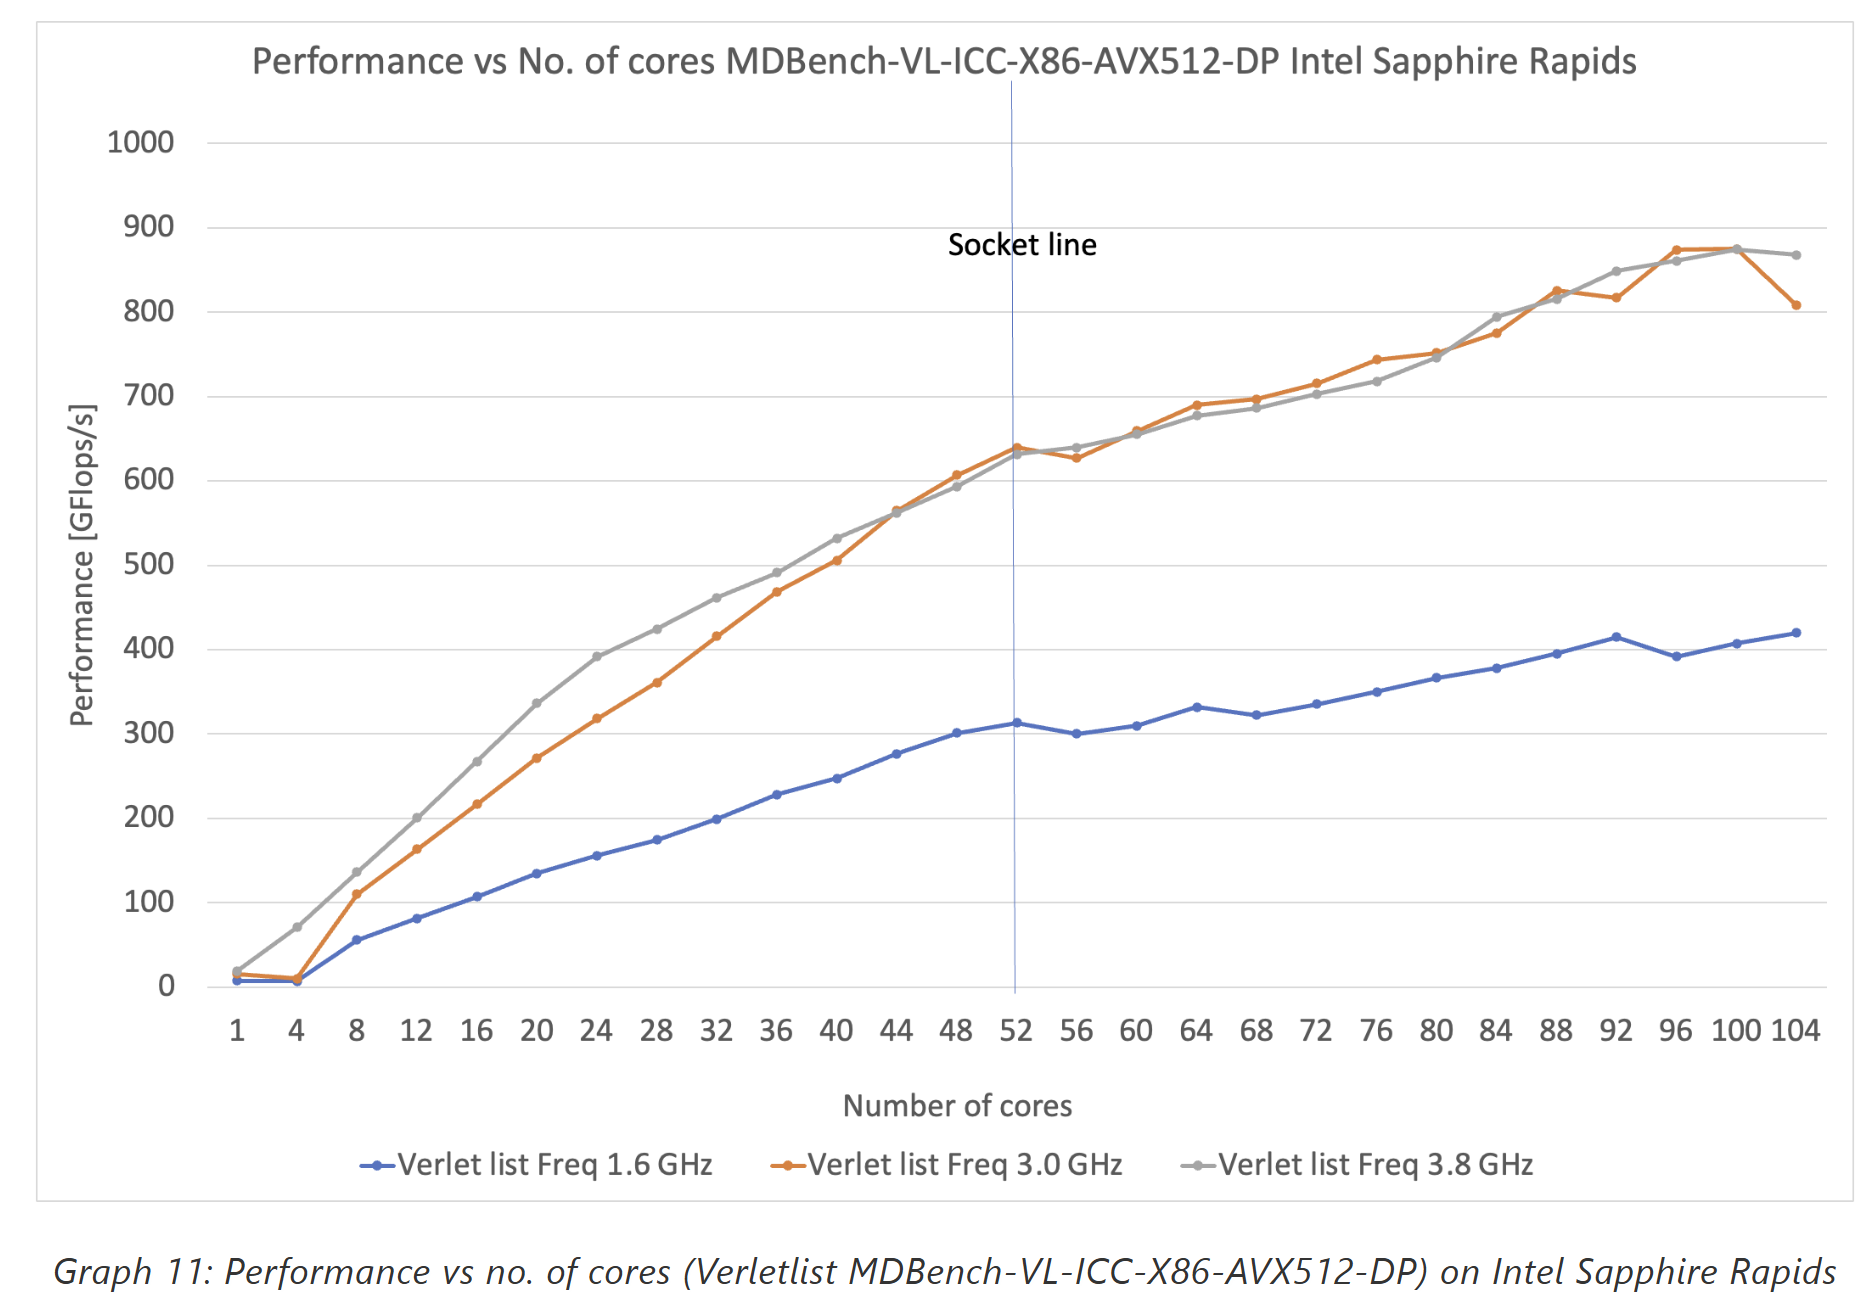 Performance vs No. of cores MDBench-VL-ICC-X86-AVX512-DP Intel Sapphire Rapids
1000
900
Socket line
800
700
600
500
400
300
200
100
0
Performance [GFlops/s]
1 4 8 12 16 20 24 28 32 36 40 44 48 52 56 60 64 68 72 76 80 84 88 92 96 100 104
Number of cores
Verlet list Freq 1.6 GHz Verlet list Freq 3.0 GHz Verlet list Freq 3.8 GHz
Graph 11: Performance vs no. of cores (Verletlist MDBench-VL-ICC-X86-AVX512-DP) on Intel Sapphire Rapids